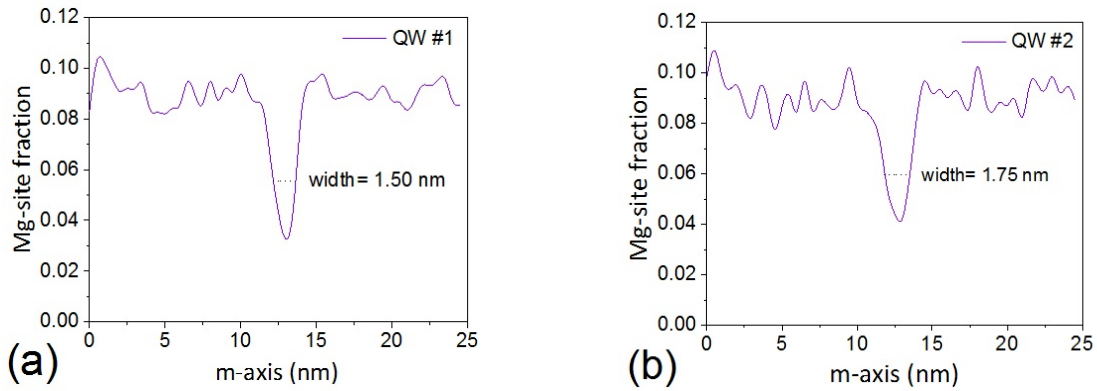 0.12
QW #1
0.10
0.08
0.06
width= 1.50 nm
0.04
0.02
0.00
0 5 10 15 20 25
Mg-site fraction
m-axis (nm)
(a)
0.12
QW #2
0.10
0.08
0.06
width= 1.75 nm
0.04
0.02
0.00
0 5 10 15 20 25
Mg-site fraction
m-axis (nm)
(b)